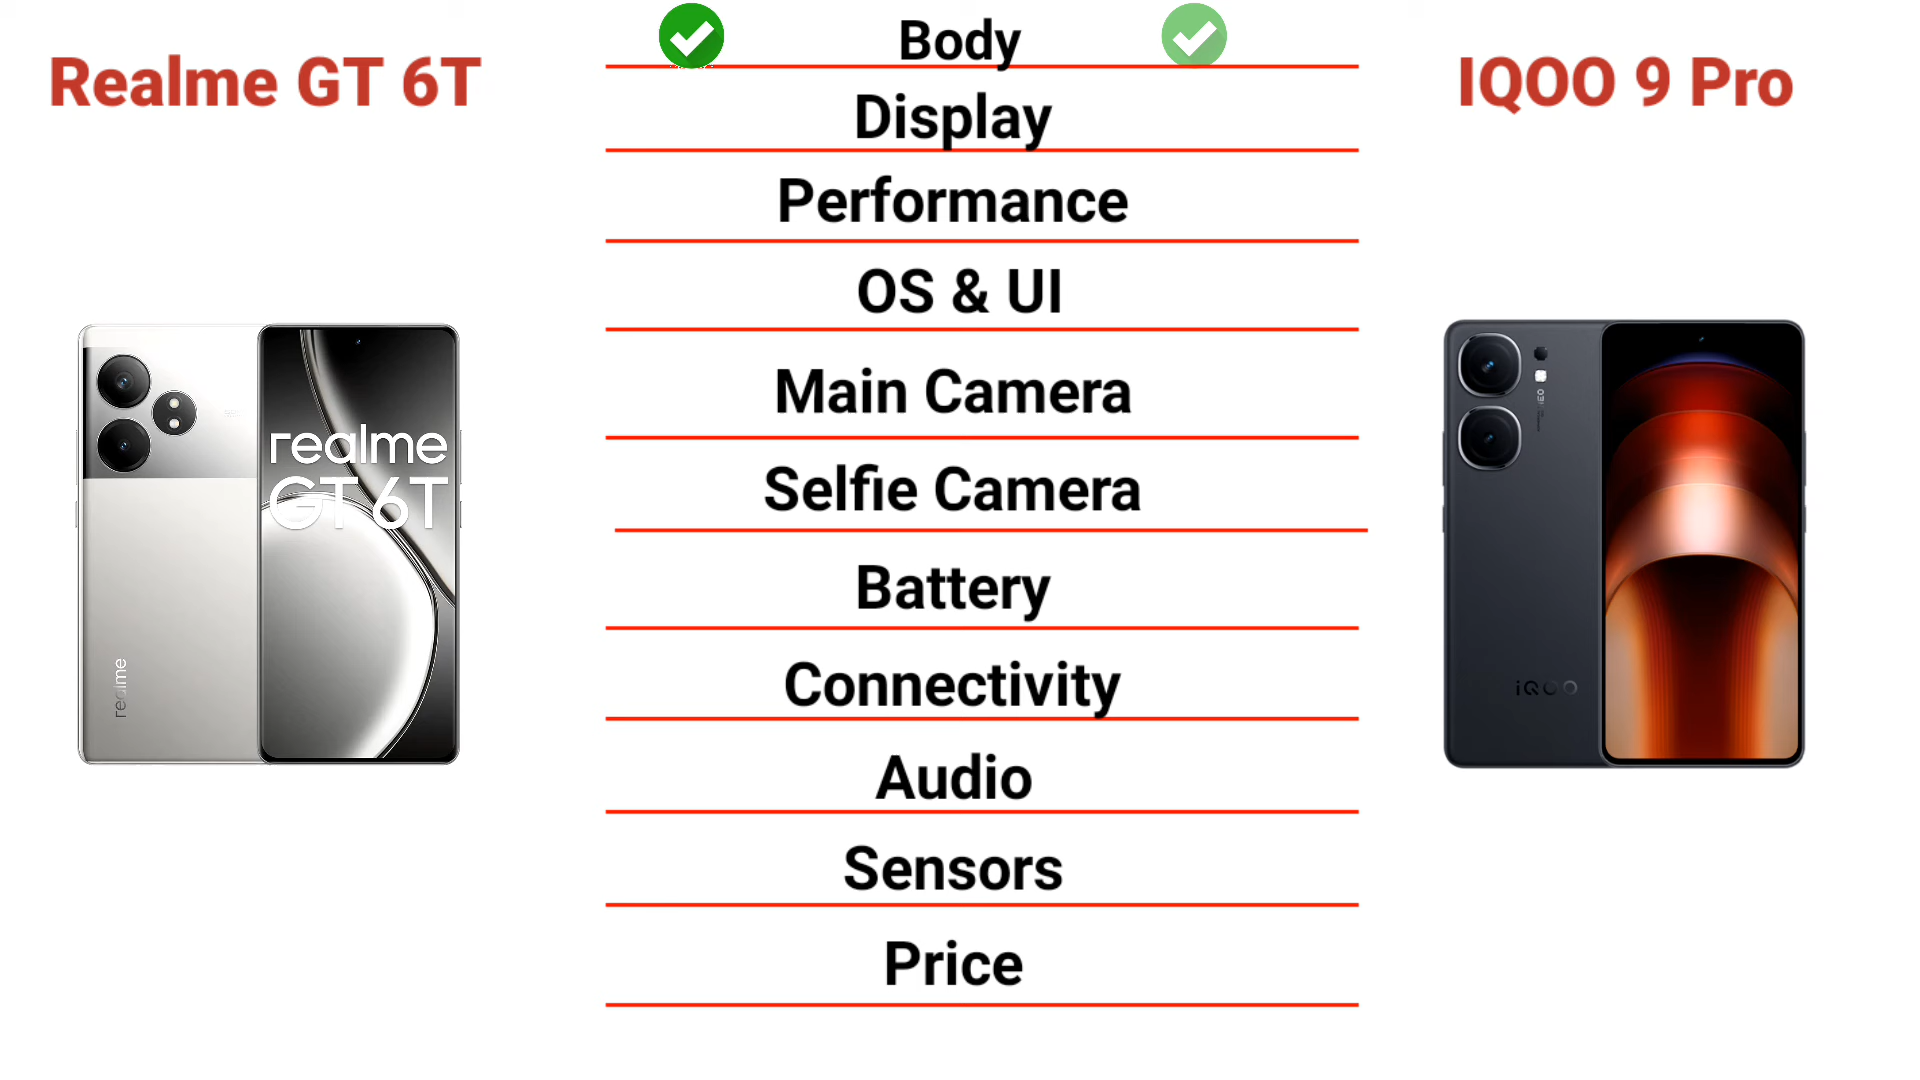 Realme GT 6T
Body
Display
Performance
OS & UI
Main Camera
Selfie Camera
Battery
Connectivity
Audio
Sensors
Price
IQOO 9 Pro
realme
GT 6T
realme
iQOO